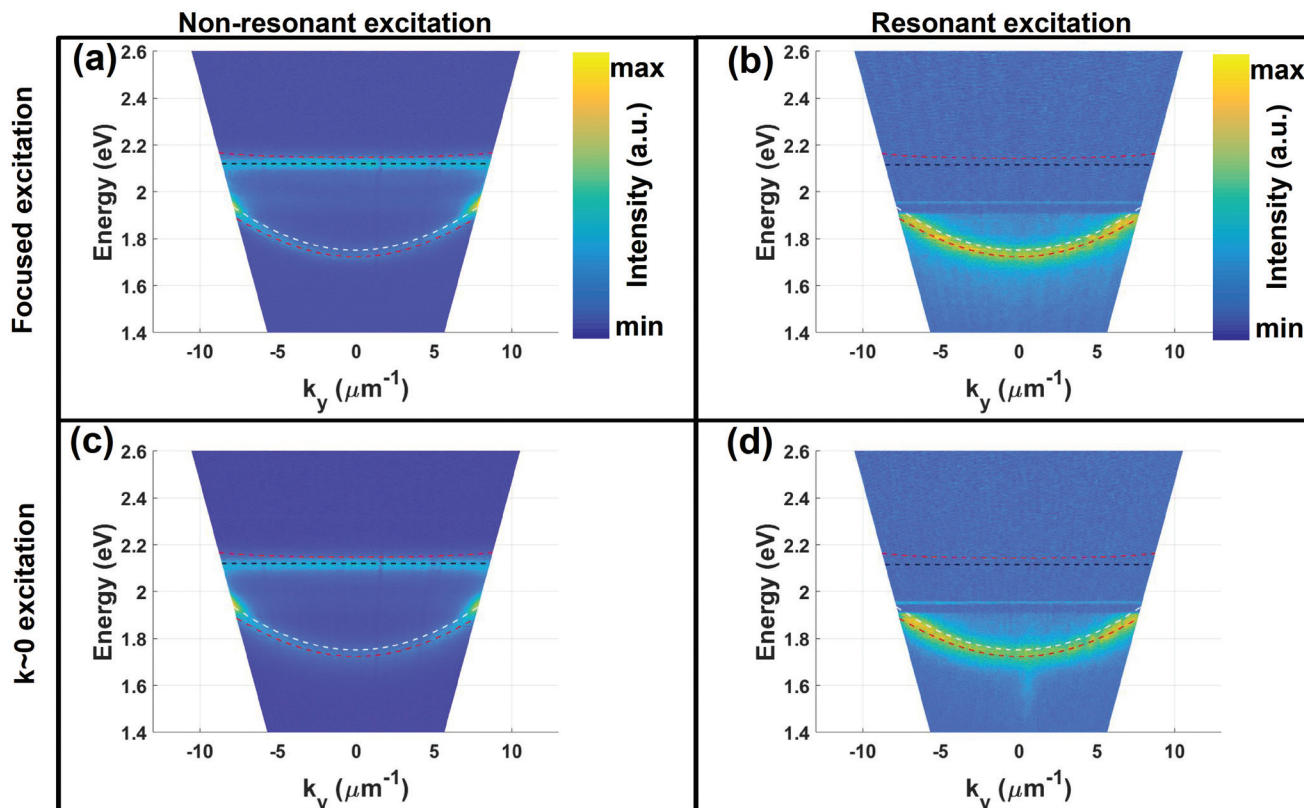 Non-resonant excitation
Resonant excitation
Focused excitation
k~0 excitation
(a)
2.6
2.4
2.2
2
1.8
1.6
1.4
Energy (eV)
-10 -5 0 5 10
k_y (μm⁻¹)
max
Intensity (a.u.)
min
(b)
2.6
2.4
2.2
2
1.8
1.6
1.4
Energy (eV)
-10 -5 0 5 10
k_y (μm⁻¹)
max
Intensity (a.u.)
min
(c)
2.6
2.4
2.2
2
1.8
1.6
1.4
Energy (eV)
-10 -5 0 5 10
k_y (μm⁻¹)
(d)
2.6
2.4
2.2
2
1.8
1.6
1.4
Energy (eV)
-10 -5 0 5 10
k_y (μm⁻¹)